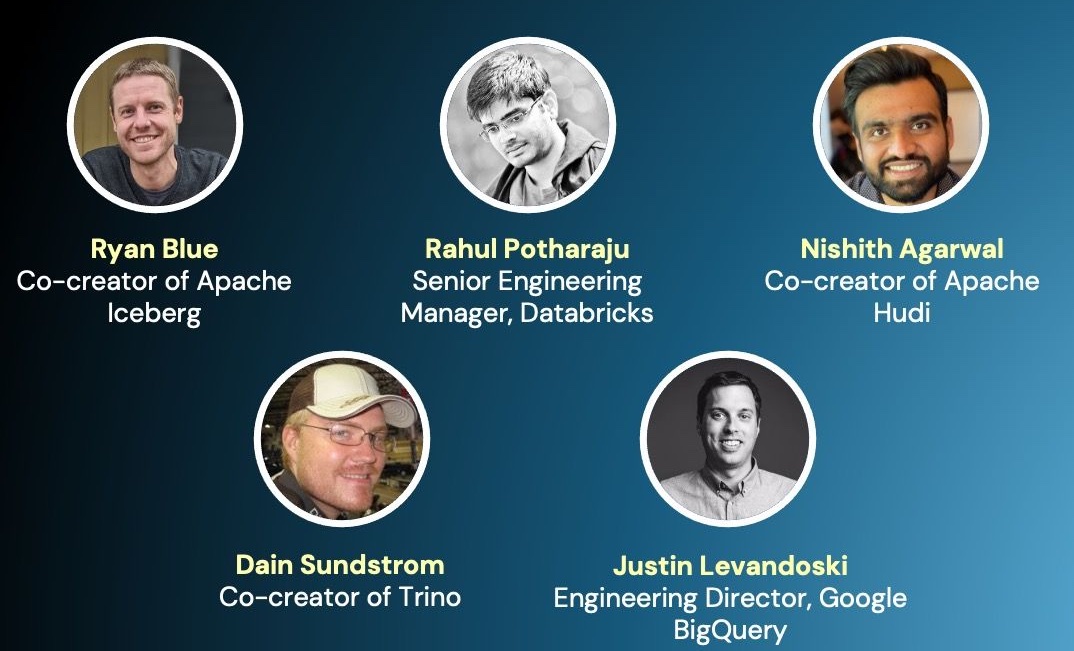 Ryan Blue
Co-creator of Apache
Iceberg
Rahul Potharaju
Senior Engineering
Manager, Databricks
Nishith Agarwal
Co-creator of Apache
Hudi
Dain Sundstrom
Co-creator of Trino
Justin Levandoski
Engineering Director, Google
BigQuery